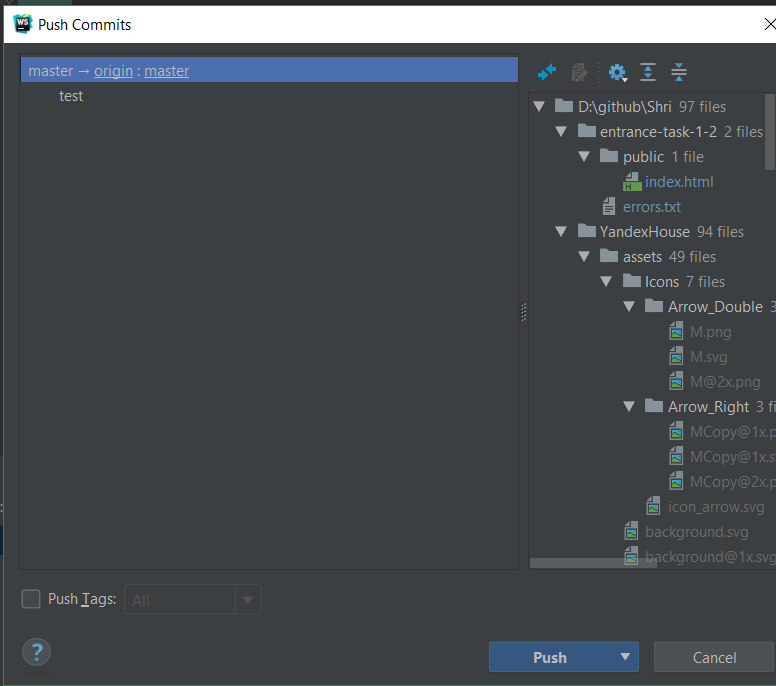 WS Push Commits
master → origin : master
test
D:\github\Shri 97 files
entrance-task-1-2 2 files
public 1 file
H index.html
errors.txt
YandexHouse 94 files
assets 49 files
Icons 7 files
Arrow_Double 3
M.png
M.svg
M@2x.png
Arrow_Right 3 fi
MCopy@1x.p
MCopy@1x.s
MCopy@2x.p
icon_arrow.svg
background.svg
background@1x.svg
Push Tags: All
? Push Cancel